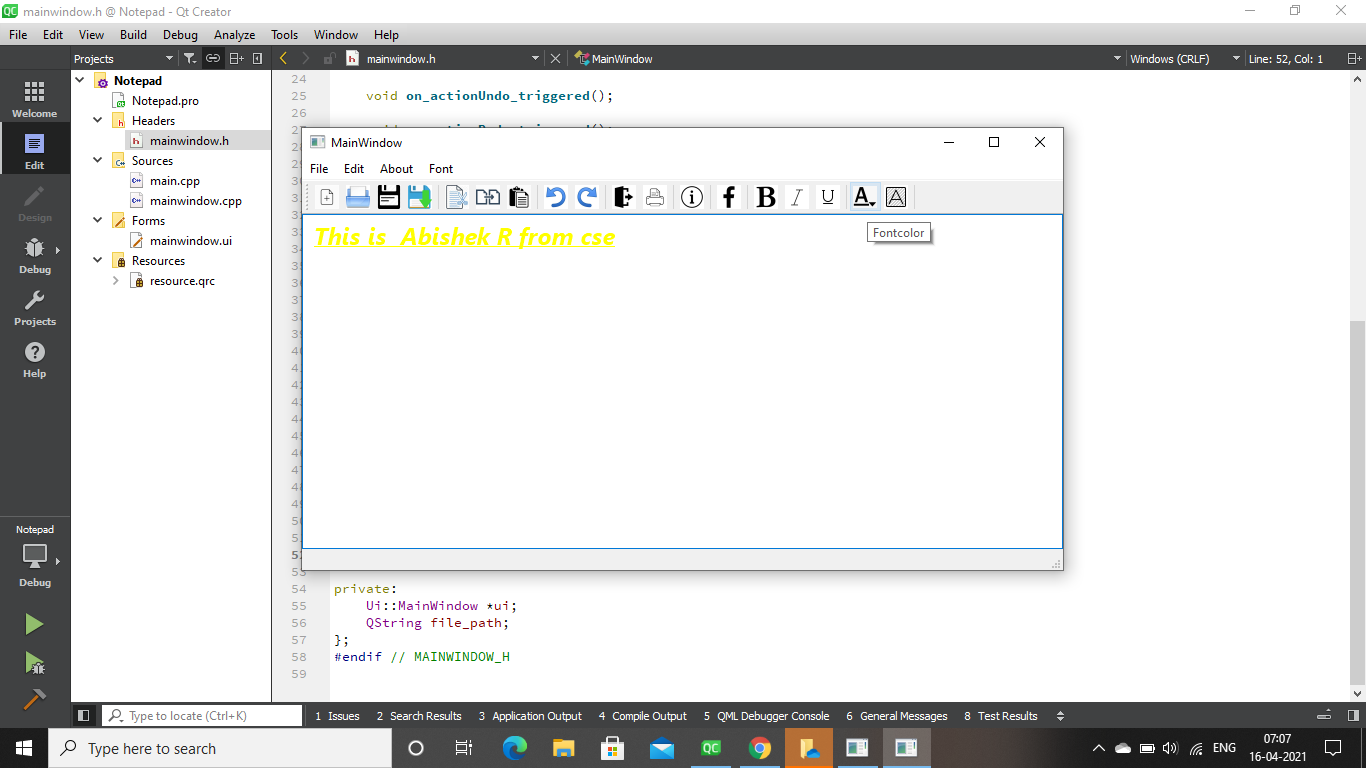 mainwindow.h @ Notepad - Qt Creator
File Edit View Build Debug Analyze Tools Window Help
Projects
mainwindow.h
MainWindow
Windows (CRLF)
Line: 52, Col: 1
Welcome
Edit
Design
Debug
Projects
Help
Notepad
Debug
Notepad
Notepad.pro
Headers
mainwindow.h
Sources
main.cpp
mainwindow.cpp
Forms
mainwindow.ui
Resources
resource.qrc
24
25 void on_actionUndo_triggered();
26
MainWindow
File Edit About Font
B I U A A
This is  Abishek R from cse
Fontcolor
53
54 private:
55 Ui::MainWindow *ui;
56 QString file_path;
57 };
58 #endif // MAINWINDOW_H
59
Type to locate (Ctrl+K)
1 Issues 2 Search Results 3 Application Output 4 Compile Output 5 QML Debugger Console 6 General Messages 8 Test Results
Type here to search
ENG
07:07
16-04-2021